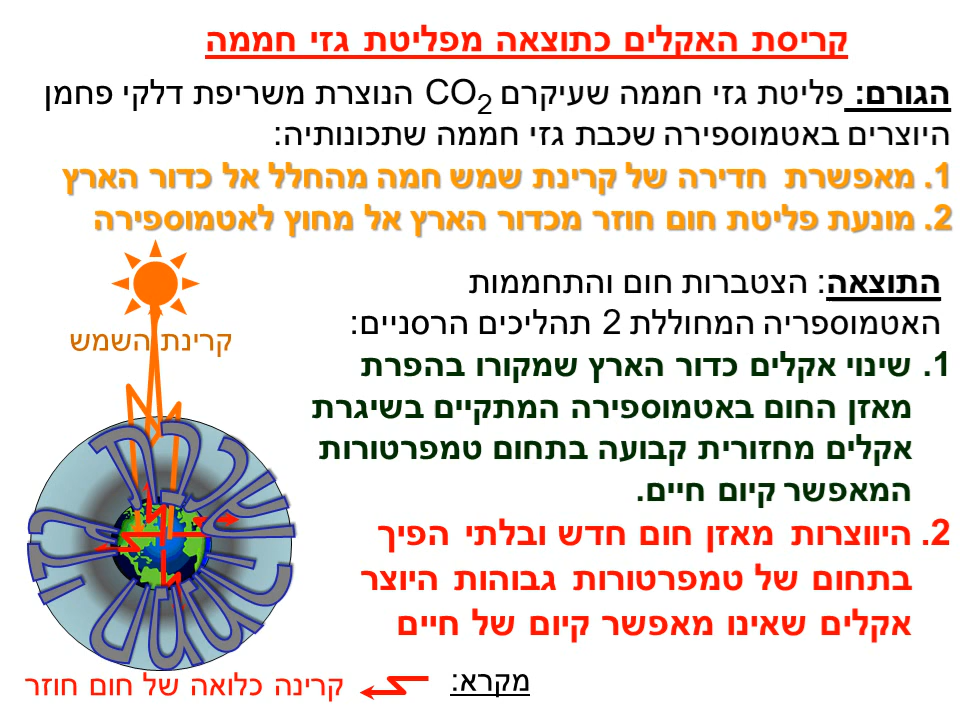 קריסת האקלים כתוצאה מפליטת גזי חממה
הגורם: פליטת גזי חממה שעיקרם CO2 הנוצרת משריפת דלקי פחמן
היוצרים באטמוספירה שכבת גזי חממה שתכונותיה:
1. מאפשרת חדירה של קרינת שמש חמה מהחלל אל כדור הארץ
2. מונעת פליטת חום חוזר מכדור הארץ אל מחוץ לאטמוספירה
התוצאה: הצטברות חום והתחממות
האטמוספריה המחוללת 2 תהליכים הרסניים:
1. שינוי אקלים כדור הארץ שמקורו בהפרת
מאזן החום באטמוספירה המתקיים בשיגרת
אקלים מחזורית קבועה בתחום טמפרטורות
המאפשר קיום חיים.
2. היווצרות מאזן חום חדש ובלתי הפיך
בתחום של טמפרטורות גבוהות היוצר
אקלים שאינו מאפשר קיום של חיים
קרינת השמש
מקרא:
קרינה כלואה של חום חוזר